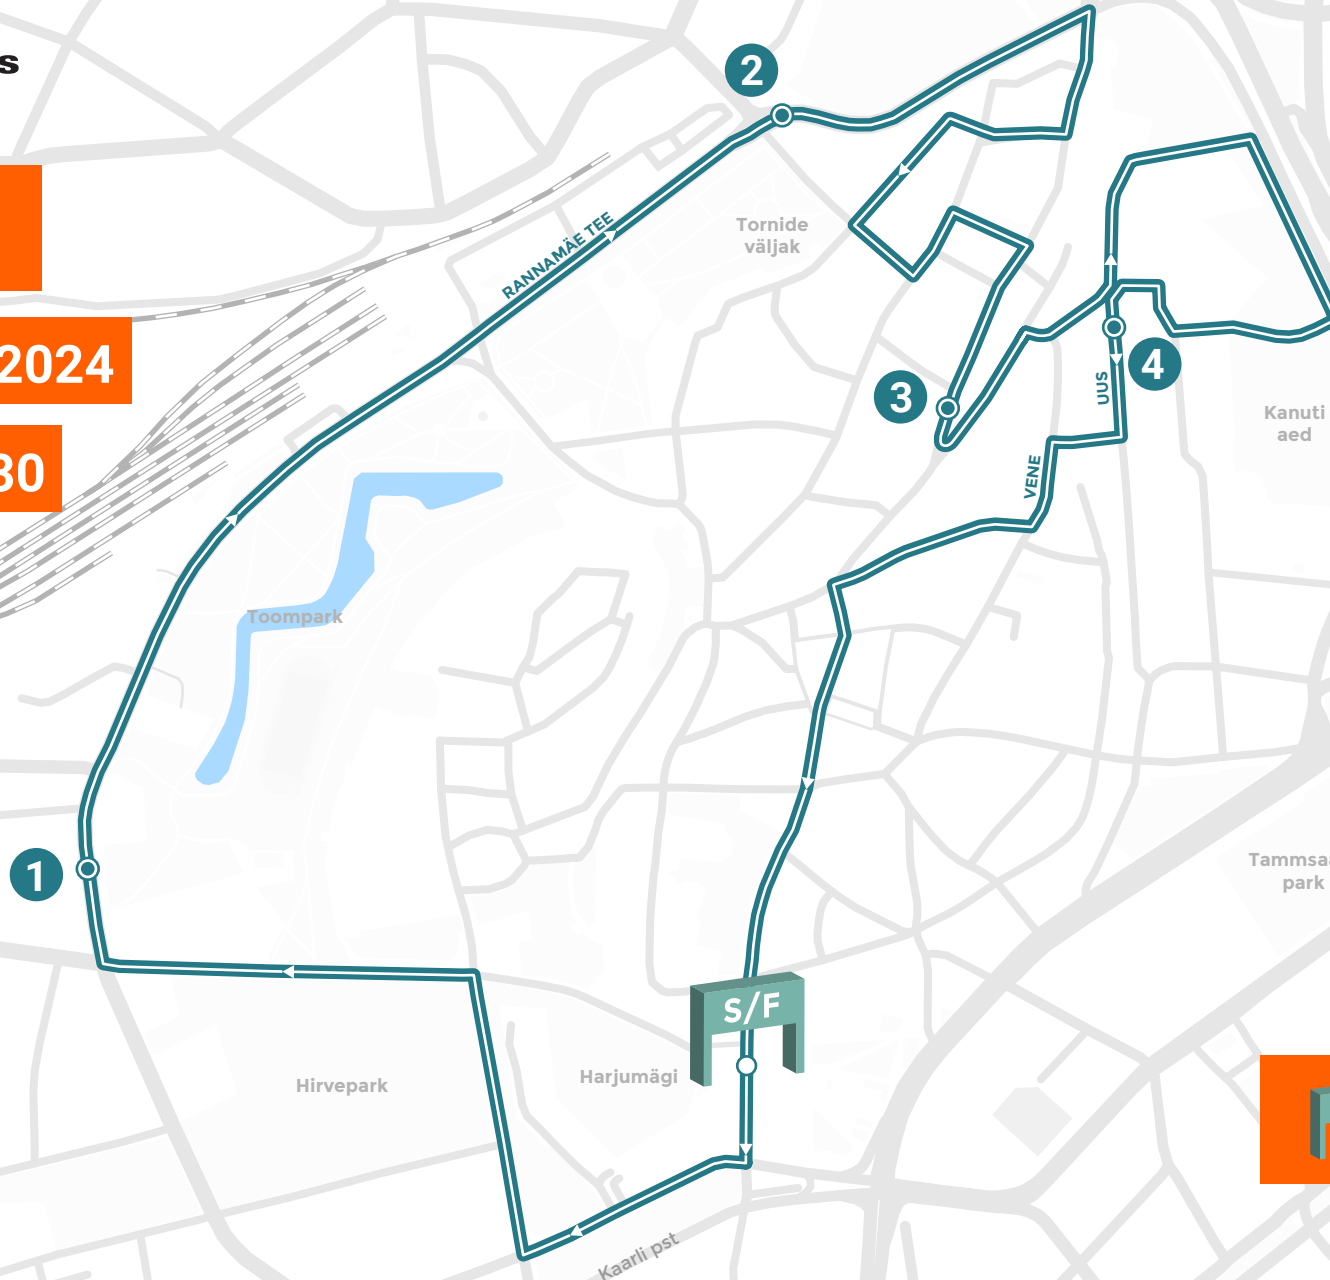 s
2
RANNAMÄE TEE
Tornide
väljak
2024
3
4
UUS
Kanuti
aed
30
VENE
Toompark
1
Tammsaa
park
S/F
Hirvepark
Harjumägi
Kaarli pst